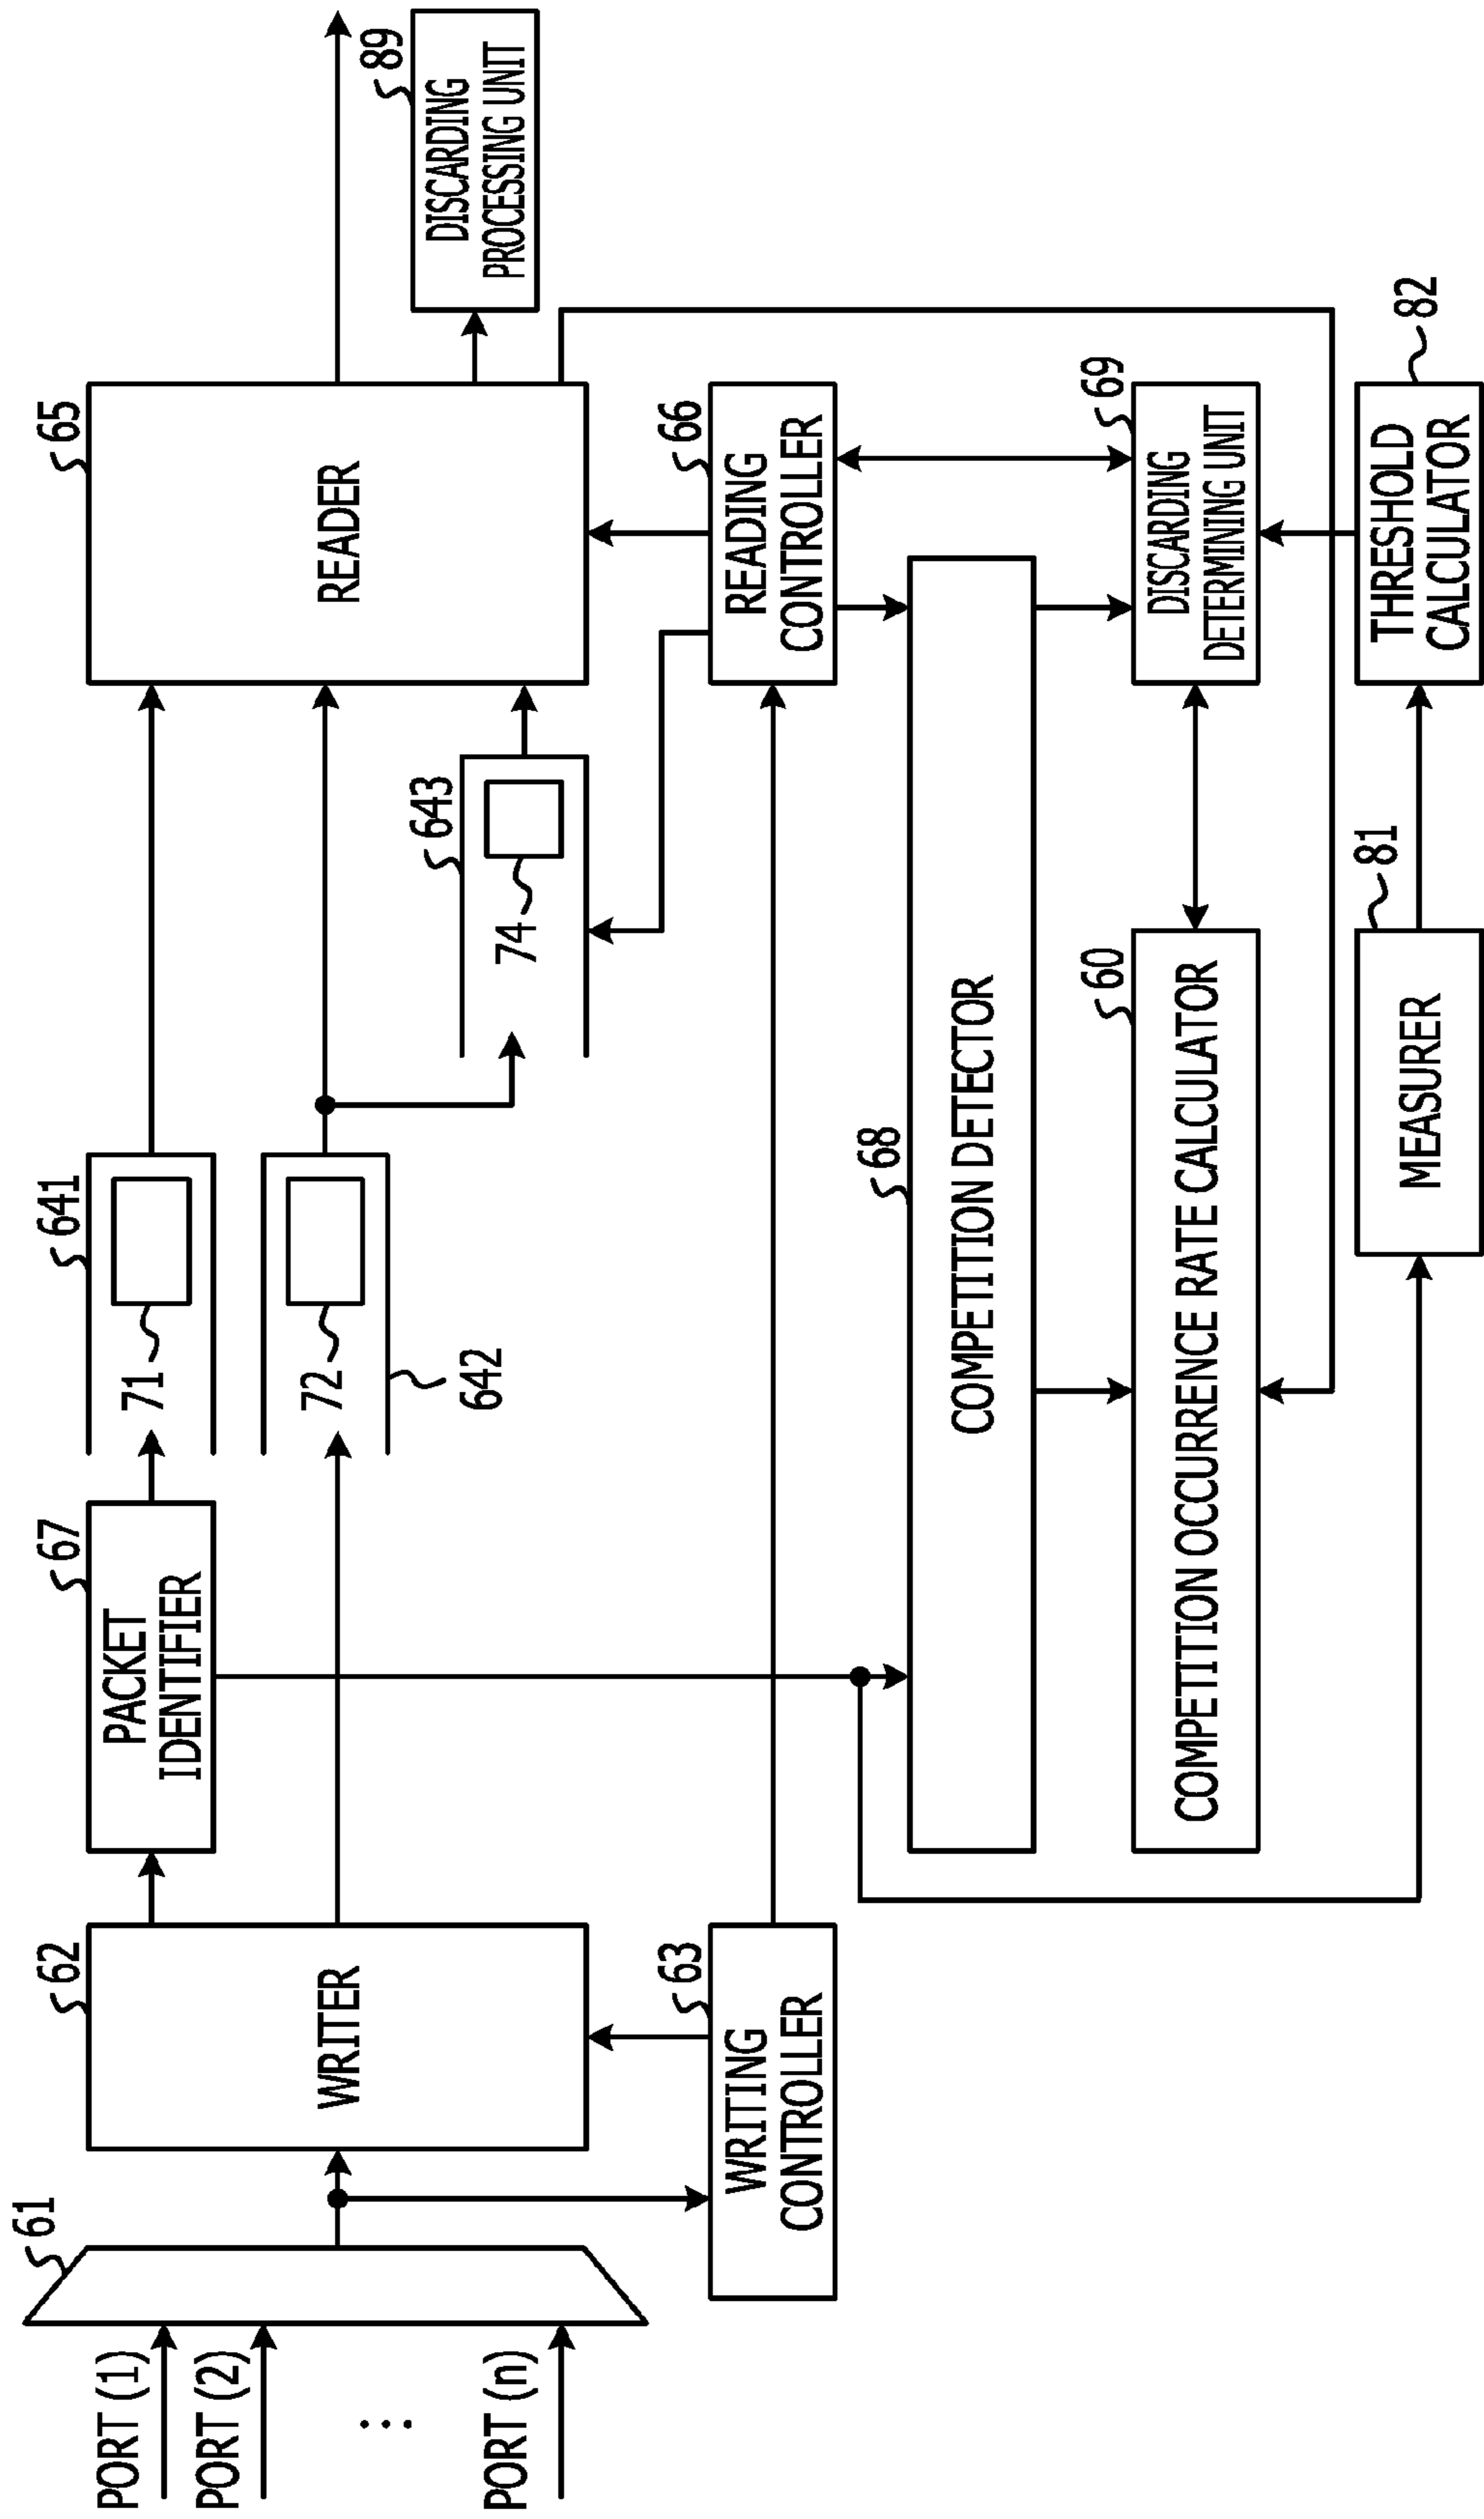 PORT (1)
PORT (2)
...
PORT (n)
61
WRITER
62
WRITING
CONTROLLER
63
PACKET
IDENTIFIER
67
71
641
72
642
74
643
READER
65
DISCARDING
PROCESSING UNIT
89
READING
CONTROLLER
66
COMPETITION DETECTOR
68
COMPETITION OCCURRENCE RATE CALCULATOR
60
DISCARDING
DETERMINING UNIT
69
MEASURER
81
THRESHOLD
CALCULATOR
82